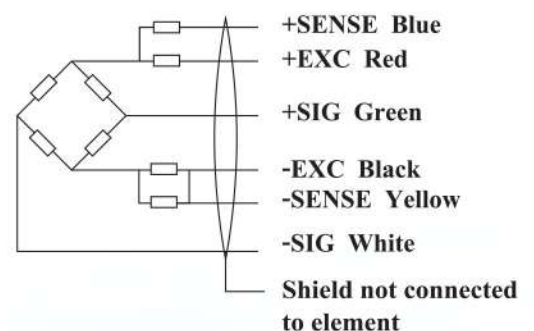 +SENSE Blue
+EXC Red
+SIG Green
-EXC Black
-SENSE Yellow
-SIG White
Shield not connected
to element